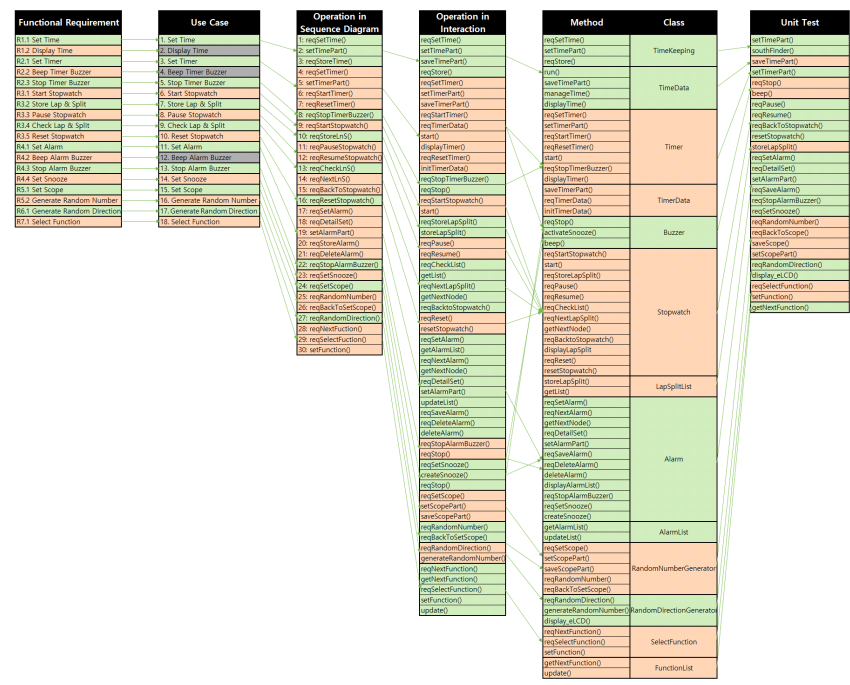 Functional Requirement
R1.1 Set Time
R1.2 Display Time
R2.1 Set Timer
R2.2 Beep Timer Buzzer
R2.3 Stop Timer Buzzer
R3.1 Start Stopwatch
R3.2 Store Lap & Split
R3.3 Pause Stopwatch
R3.4 Check Lap & Split
R3.5 Reset Stopwatch
R4.1 Set Alarm
R4.2 Beep Alarm Buzzer
R4.3 Stop Alarm Buzzer
R4.4 Set Snooze
R5.1 Set Scope
R5.2 Generate Random Number
R6.1 Generate Random Direction
R7.1 Select Function
Use Case
1. Set Time
2. Display Time
3. Set Timer
4. Beep Timer Buzzer
5. Stop Timer Buzzer
6. Start Stopwatch
7. Store Lap & Split
8. Pause Stopwatch
9. Check Lap & Split
10. Reset Stopwatch
11. Set Alarm
12. Beep Alarm Buzzer
13. Stop Alarm Buzzer
14. Set Snooze
15. Set Scope
16. Generate Random Number
17. Generate Random Direction
18. Select Function
Operation in
Sequence Diagram
1: reqSetTime()
2: setTimePart()
3: reqStoreTime()
4: reqSetTimer()
5: setTimerPart()
6: reqStartTimer()
7: reqResetTimer()
8: reqStopTimerBuzzer()
9: reqStartStopwatch()
10: reqStoreLnS()
11: reqPauseStopwatch()
12: reqResumeStopwatch()
13: reqCheckLnS()
14: reqNextLnS()
15: reqBackToStopwatch()
16: reqResetStopwatch()
17: reqSetAlarm()
18: reqDetailSet()
19: setAlarmPart()
20: reqStoreAlarm()
21: reqDeleteAlarm()
22: reqStopAlarmBuzzer()
23: reqSetSnooze()
24: reqSetScope()
25: reqRandomNumber()
26: reqBackToSetScope()
27: reqRandomDirection()
28: reqNextFuction()
29: reqSelectFuction()
30: setFunction()
Operation in
Interaction
reqSetTime()
setTimePart()
saveTimePart()
reqStore()
reqSetTimer()
setTimerPart()
saveTimerPart()
reqStartTimer()
reqTimerData()
start()
displayTimer()
reqResetTimer()
initTimerData()
reqStopTimerBuzzer()
reqStop()
reqStartStopwatch()
start()
reqStoreLapSplit()
storeLapSplit()
reqPause()
reqResume()
reqCheckList()
getList()
reqNextLapSplit()
getNextNode()
reqBacktoStopwatch()
reqReset()
resetStopwatch()
reqSetAlarm()
getAlarmList()
reqNextAlarm()
getNextNode()
reqDetailSet()
setAlarmPart()
updateList()
reqSaveAlarm()
reqDeleteAlarm()
deleteAlarm()
reqStopAlarmBuzzer()
reqStop()
reqSetSnooze()
createSnooze()
reqStop()
reqSetScope()
setScopePart()
saveScopePart()
reqRandomNumber()
reqBackToSetScope()
reqRandomDirection()
generateRandomNumber()
reqNextFunction()
getNextFunction()
reqSelectFunction()
setFunction()
update()
Method
reqSetTime()
setTimePart()
reqStore()
run()
saveTimePart()
manageTime()
displayTime()
reqSetTimer()
setTimerPart()
reqStartTimer()
reqResetTimer()
start()
reqStopTimerBuzzer()
displayTimer()
saveTimerPart()
reqTimerData()
initTimerData()
reqStop()
activateSnooze()
beep()
reqStartStopwatch()
start()
reqStoreLapSplit()
reqPause()
reqResume()
reqCheckList()
reqNextLapSplit()
getNextNode()
reqBacktoStopwatch()
displayLapSplit
reqReset()
resetStopwatch()
storeLapSplit()
getList()
reqSetAlarm()
reqNextAlarm()
getNextNode()
reqDetailSet()
setAlarmPart()
reqSaveAlarm()
reqDeleteAlarm()
deleteAlarm()
displayAlarmList()
reqStopAlarmBuzzer()
reqSetSnooze()
createSnooze()
getAlarmList()
updateList()
reqSetScope()
setScopePart()
saveScopePart()
reqRandomNumber()
reqBackToSetScope()
reqRandomDirection()
generateRandomNumber()
display_eLCD()
reqNextFunction()
reqSelectFunction()
setFunction()
getNextFunction()
update()
Class
TimeKeeping
TimeData
Timer
TimerData
Buzzer
Stopwatch
LapSplitList
Alarm
AlarmList
RandomNumberGenerator
RandomDirectionGenerator
SelectFunction
FunctionList
Unit Test
setTimePart()
southFinder()
saveTimePart()
setTimerPart()
reqStop()
beep()
reqPause()
reqResume()
reqBackToStopwatch()
resetStopwatch()
storeLapSplit()
reqSetAlarm()
reqDetailSet()
setAlarmPart()
reqSaveAlarm()
reqStopAlarmBuzzer()
reqSetSnooze()
reqRandomNumber()
reqBackToScope()
saveScope()
setScopePart()
reqRandomDirection()
display_eLCD()
reqSelectFunction()
setFunction()
getNextFunction()